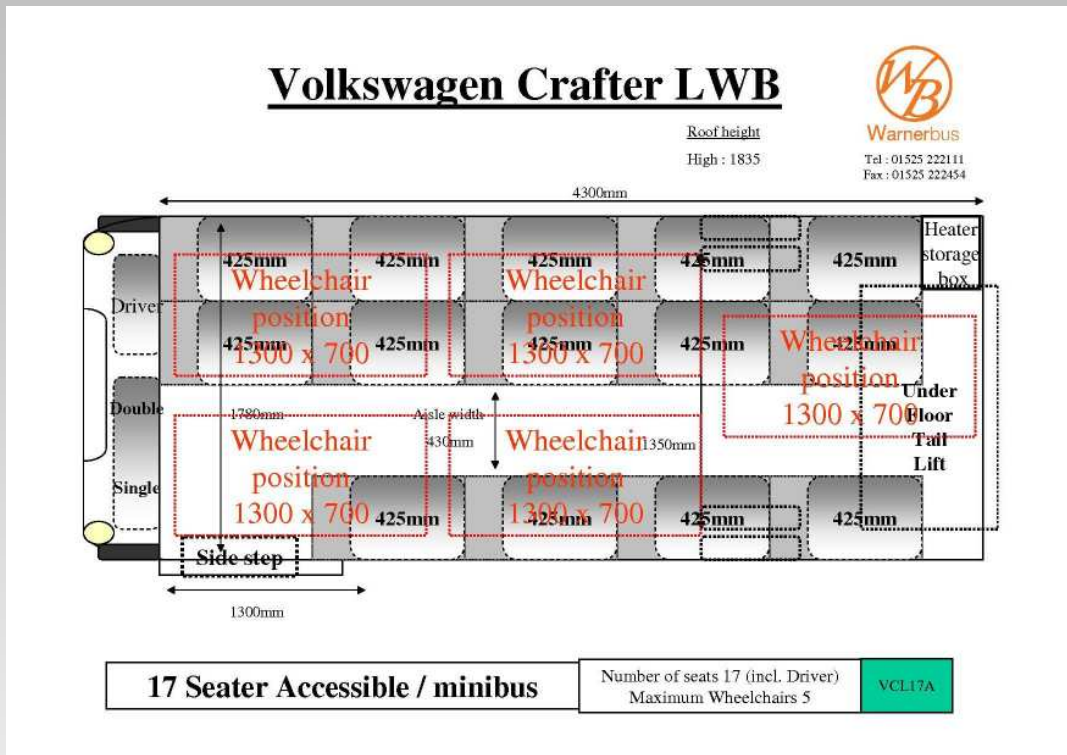 Volkswagen Crafter LWB
WB
Warnerbus
Tel : 01525 222111
Fax : 01525 222454
Roof height
High : 1835
4300mm
Heater
storage
box
425mm
425mm
425mm
425mm
425mm
Wheelchair
position
1300 x 700
Wheelchair
position
1300 x 700
Driver
425mm
425mm
425mm
425mm
425mm
Wheelchair
position
1300 x 700
Under
Floor
Tail
Lift
Double
Single
1780mm
Aisle width
430mm
1350mm
Wheelchair
position
1300 x 700
Wheelchair
position
1300 x 700
425mm
425mm
425mm
425mm
Side step
1300mm
17 Seater Accessible / minibus
Number of seats 17 (incl. Driver)
Maximum Wheelchairs 5
VCL17A